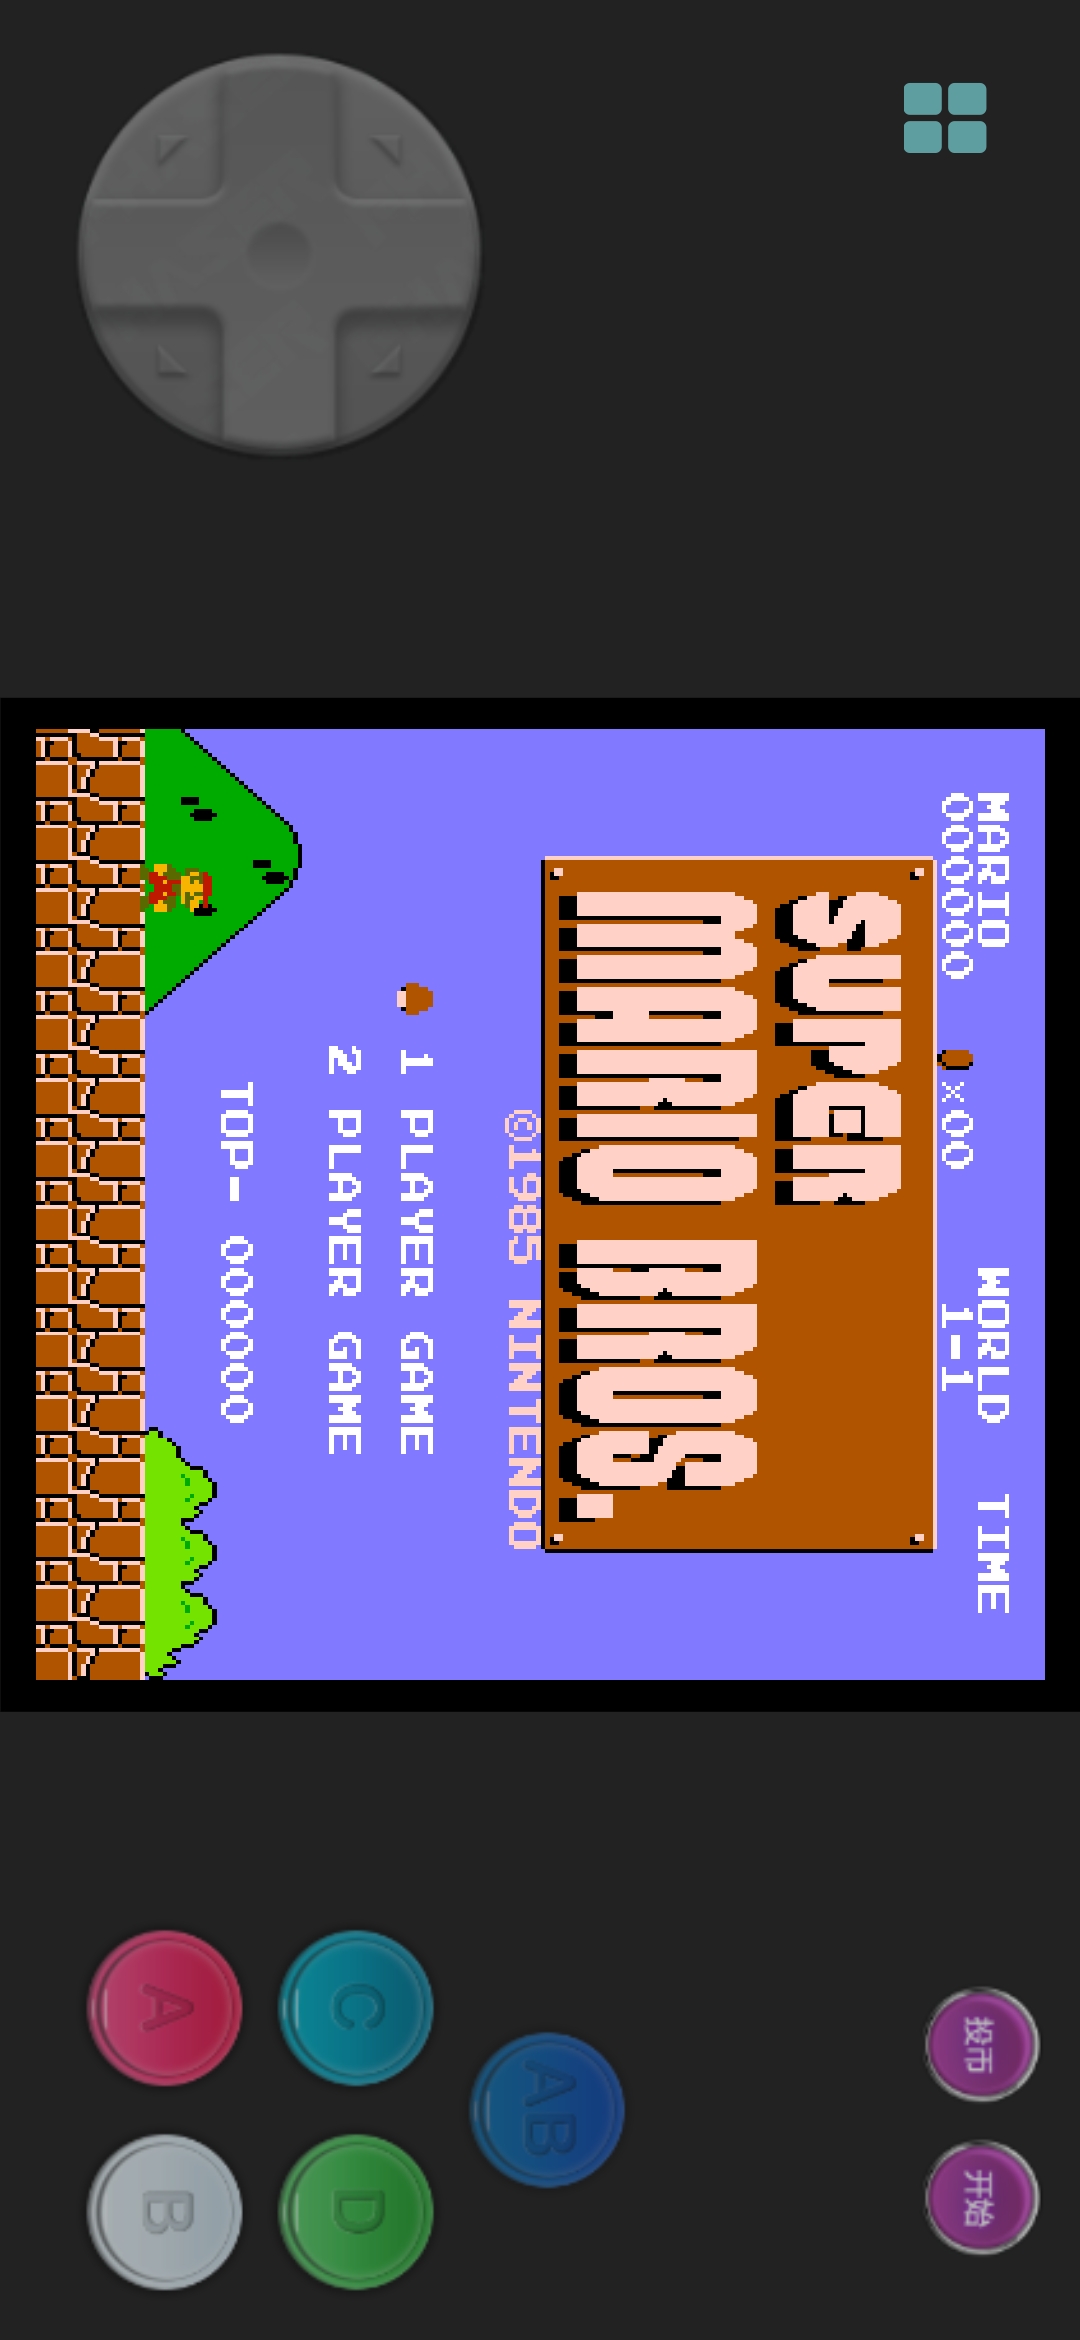 MARIO WORLD TIME
000000 ×00 1-1
SUPER
MARIO BROS.
©1985 NINTENDO
1 PLAYER GAME
2 PLAYER GAME
TOP- 000000
投币
开始
AB
C
D
A
B